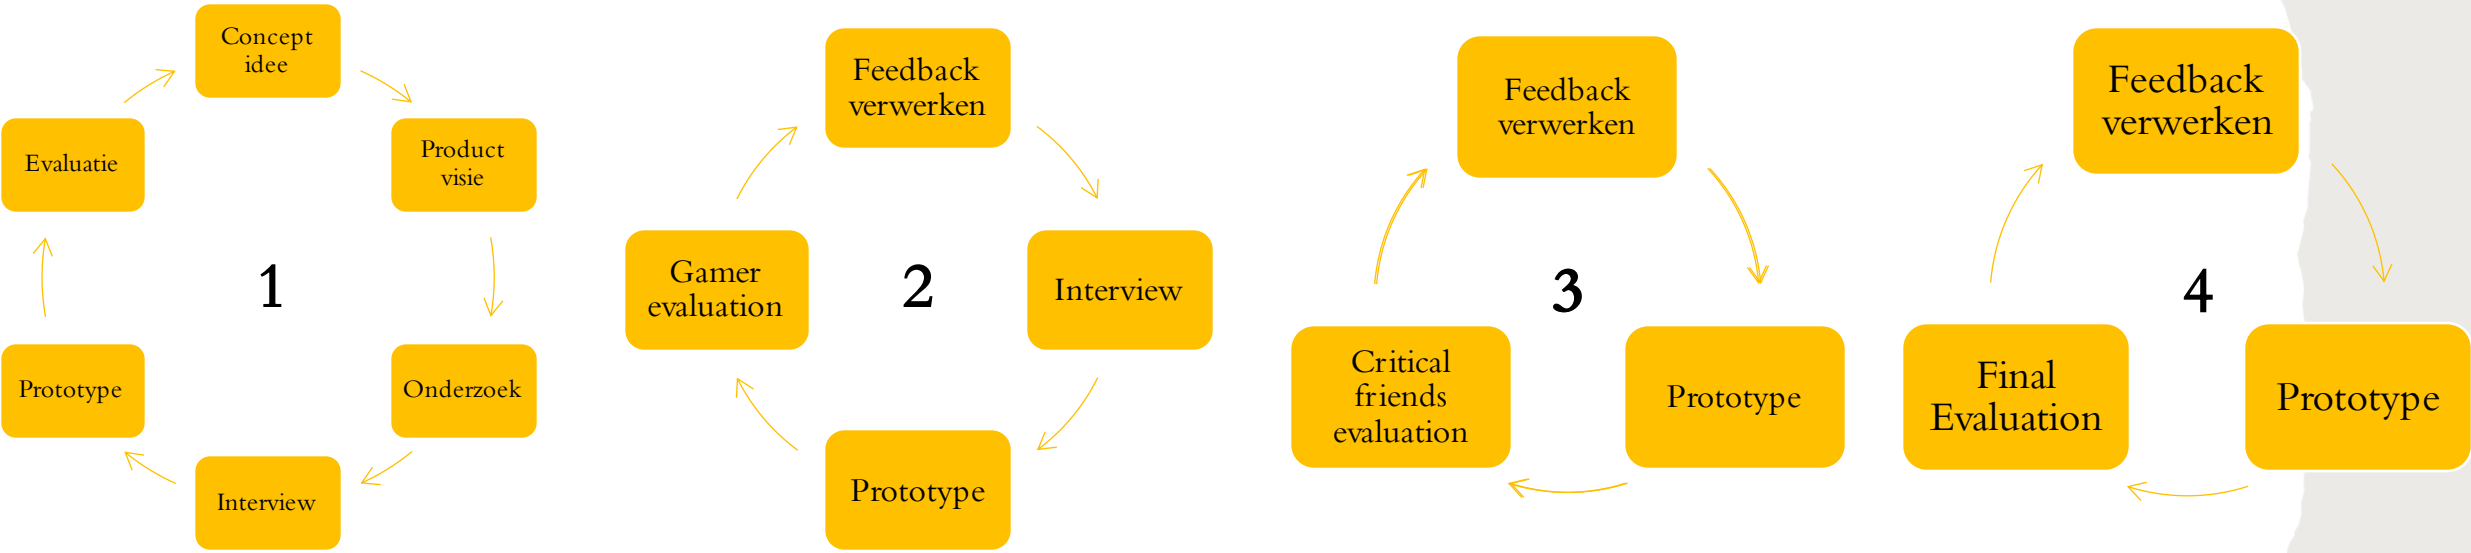 Concept
idee
Product
visie
Onderzoek
Interview
Prototype
Evaluatie
1
Feedback
verwerken
Interview
Prototype
Gamer
evaluation
2
Feedback
verwerken
Prototype
Critical
friends
evaluation
3
Feedback
verwerken
Prototype
Final
Evaluation
4